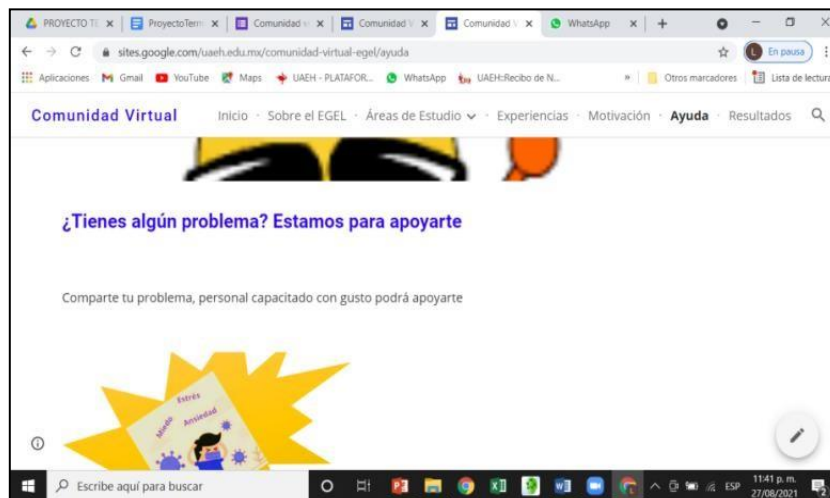 PROYECTO TE
ProyectoTerm
Comunidad vi
Comunidad V
Comunidad V
WhatsApp
sites.google.com/uaeh.edu.mx/comunidad-virtual-egel/ayuda
L En pausa
Aplicaciones Gmail YouTube Maps UAEH - PLATAFOR... WhatsApp UAEH:Recibo de N... » Otros marcadores Lista de lectura
Comunidad Virtual Inicio Sobre el EGEL Áreas de Estudio Experiencias Motivación Ayuda Resultados
¿Tienes algún problema? Estamos para apoyarte
Comparte tu problema, personal capacitado con gusto podrá apoyarte
Estrés
Miedo
Ansiedad
Escribe aquí para buscar
ESP
11:41 p. m.
27/08/2021